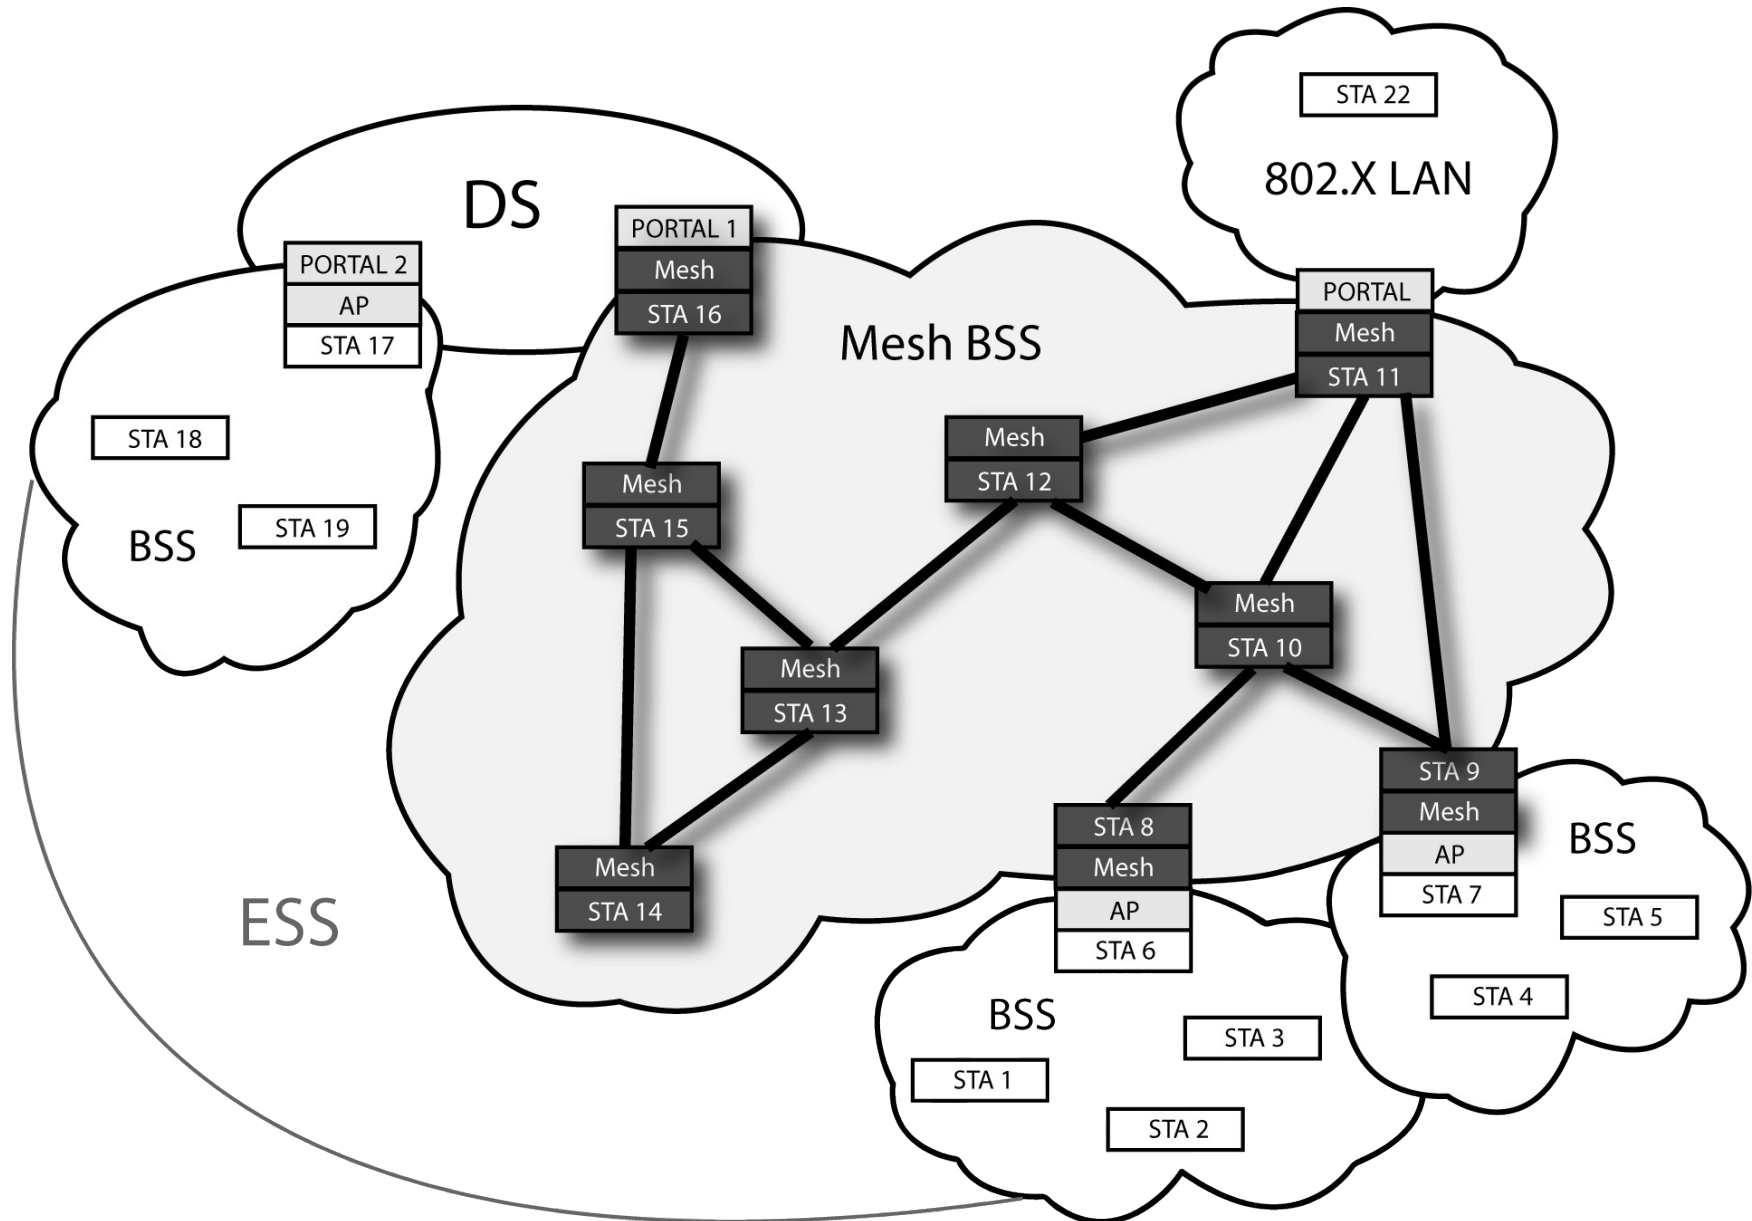 STA 22
802.X LAN
DS
PORTAL 1
Mesh
STA 16
PORTAL 2
AP
STA 17
PORTAL
Mesh
STA 11
Mesh BSS
STA 18
STA 19
BSS
Mesh
STA 15
Mesh
STA 12
Mesh
STA 10
Mesh
STA 13
STA 9
Mesh
AP
STA 7
BSS
STA 5
STA 4
STA 8
Mesh
AP
STA 6
Mesh
STA 14
ESS
BSS
STA 3
STA 1
STA 2